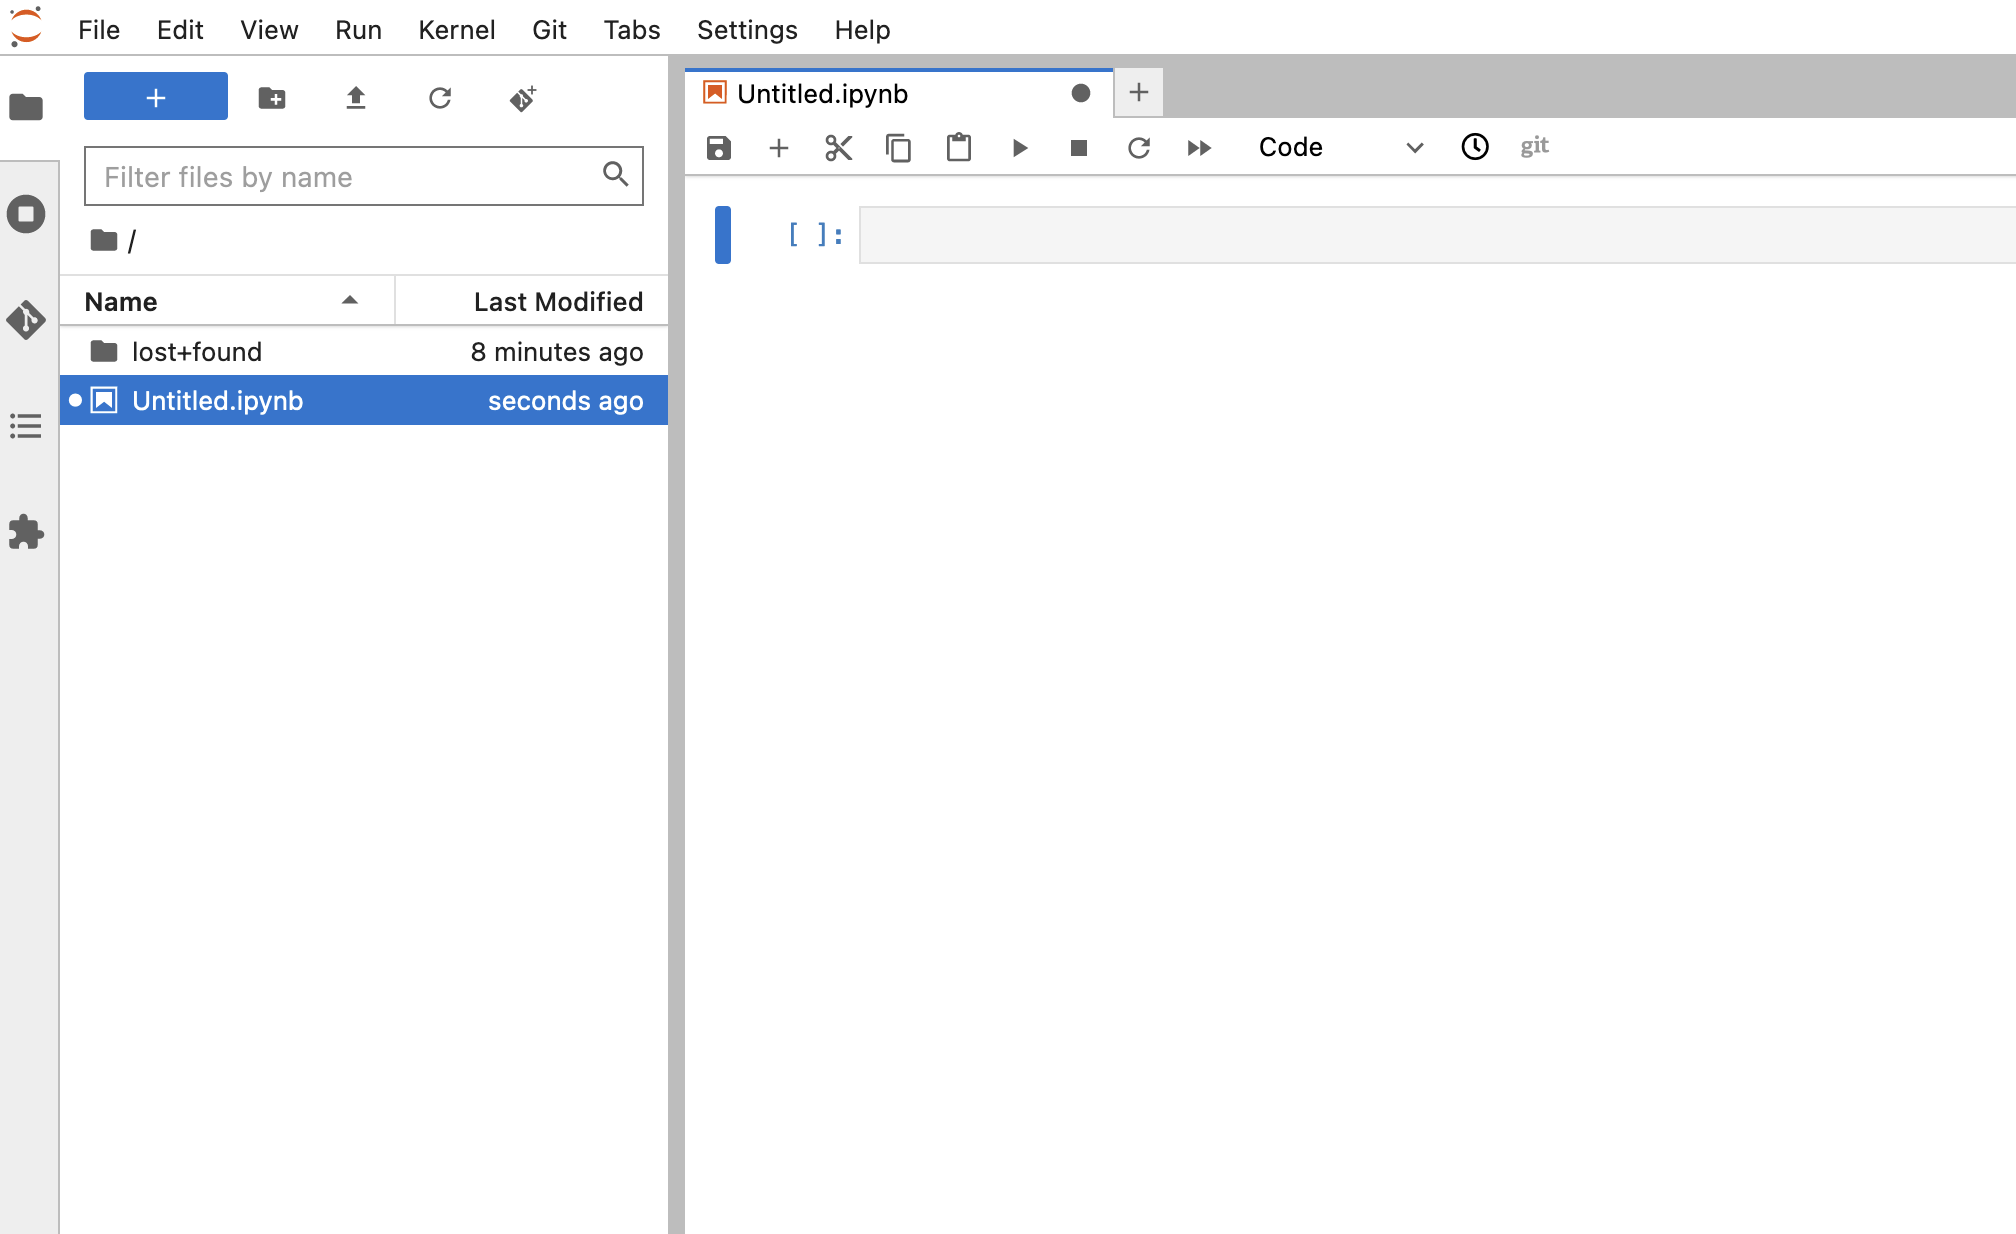 File Edit View Run Kernel Git Tabs Settings Help
Untitled.ipynb
Code git
Filter files by name
/
[ ]:
Name Last Modified
lost+found 8 minutes ago
Untitled.ipynb seconds ago